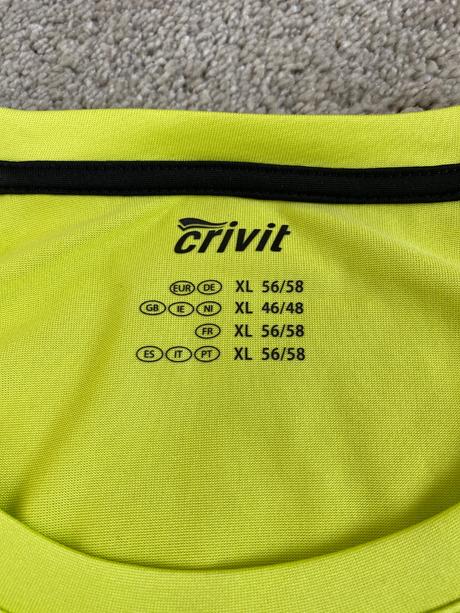 crivit
EUR DE XL 56/58
GB IE NI XL 46/48
FR XL 56/58
ES IT PT XL 56/58